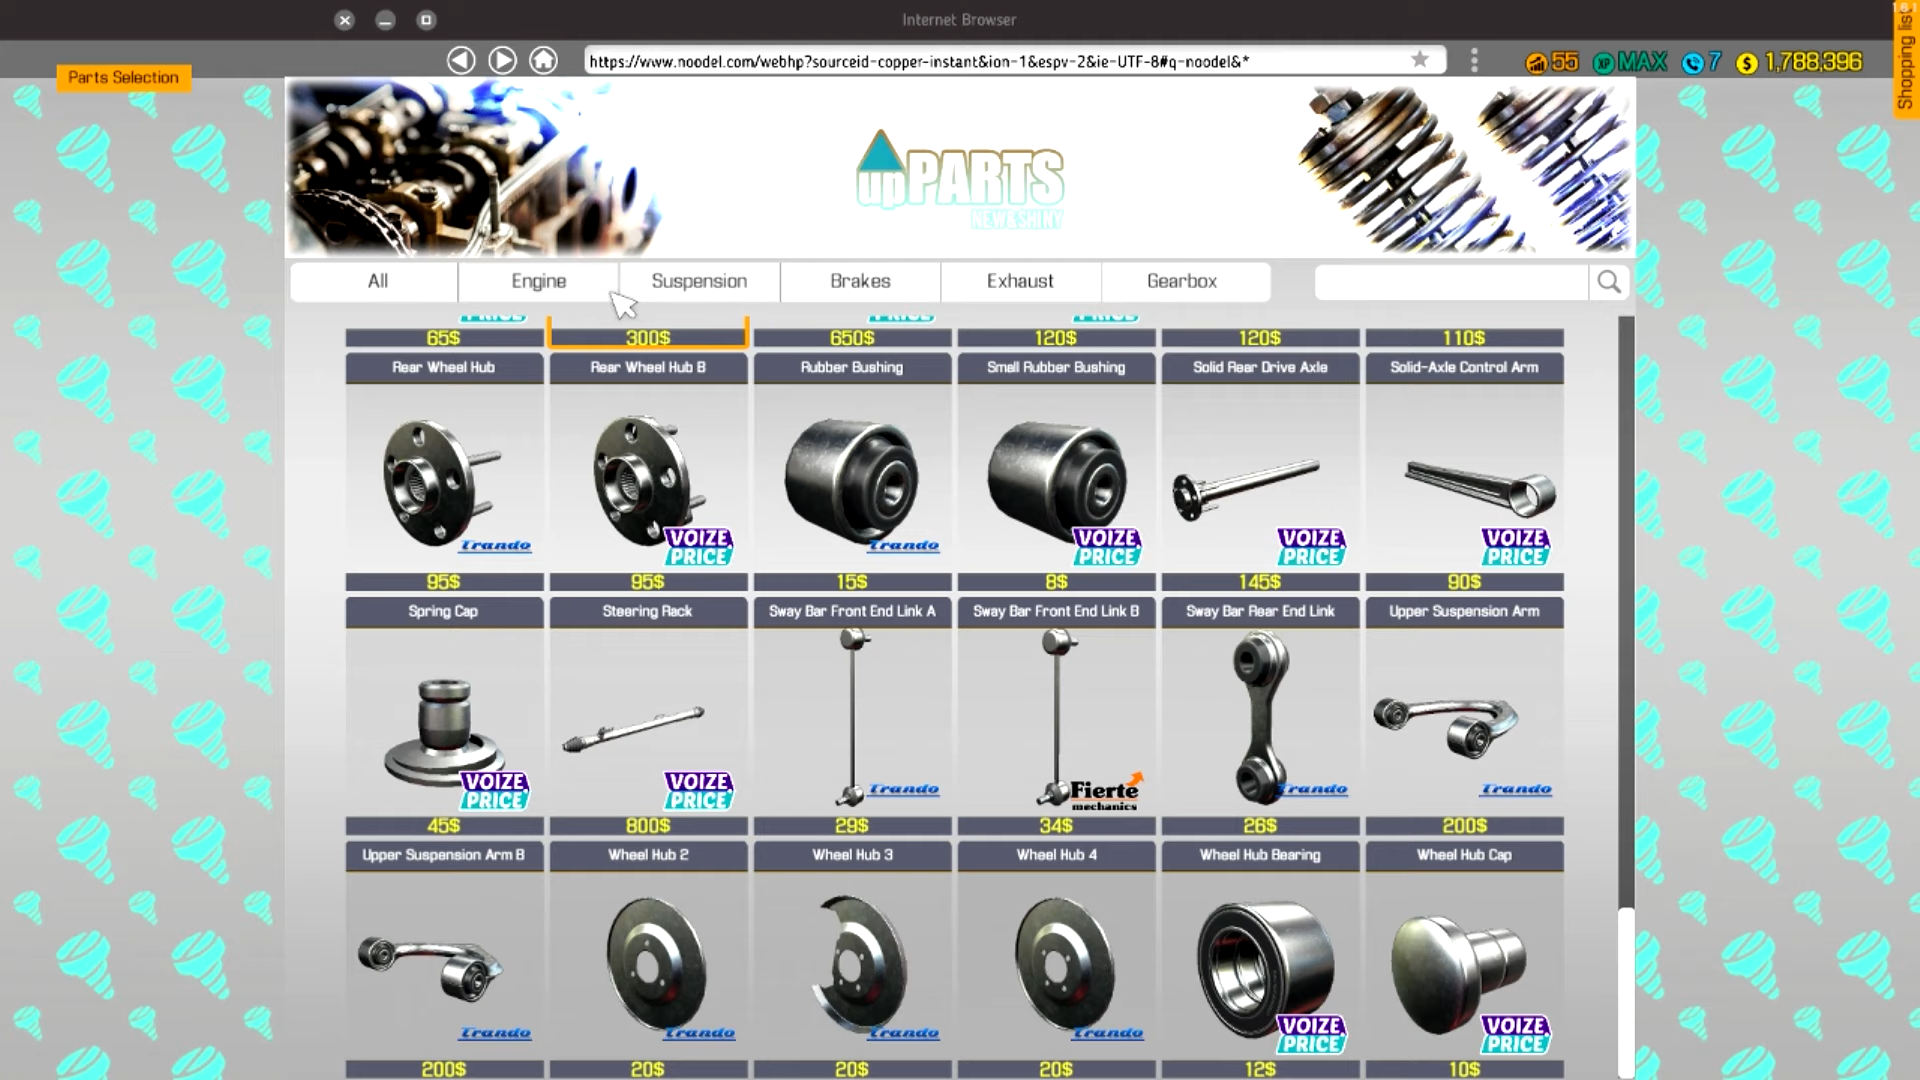 Internet Browser
1.6.
Shopping list
Parts Selection
https://www.noodel.com/webhp?sourceid-copper-instant&ion-1&espv-2&ie-UTF-8#q-noodel&*
55 XP MAX 7 $ 1,788,396
upPARTS
NEW&SHINY
All Engine Suspension Brakes Exhaust Gearbox
PRICE PRICE PRICE
65$ 300$ 650$ 120$ 120$ 110$
Rear Wheel Hub Rear Wheel Hub B Rubber Bushing Small Rubber Bushing Solid Rear Drive Axle Solid-Axle Control Arm
Trando VOIZE PRICE Trando VOIZE PRICE VOIZE PRICE VOIZE PRICE
95$ 95$ 15$ 8$ 145$ 90$
Spring Cap Steering Rack Sway Bar Front End Link A Sway Bar Front End Link B Sway Bar Rear End Link Upper Suspension Arm
VOIZE PRICE VOIZE PRICE Trando Fierte mechanics Trando Trando
45$ 800$ 29$ 34$ 26$ 200$
Upper Suspension Arm B Wheel Hub 2 Wheel Hub 3 Wheel Hub 4 Wheel Hub Bearing Wheel Hub Cap
Trando Trando Trando Trando VOIZE PRICE VOIZE PRICE
200$ 20$ 20$ 20$ 12$ 10$